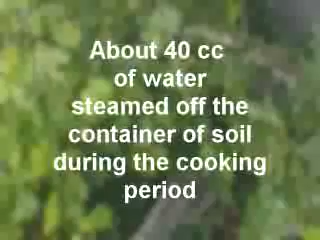 About 40 cc
of water
steamed off the
container of soil
during the cooking
period